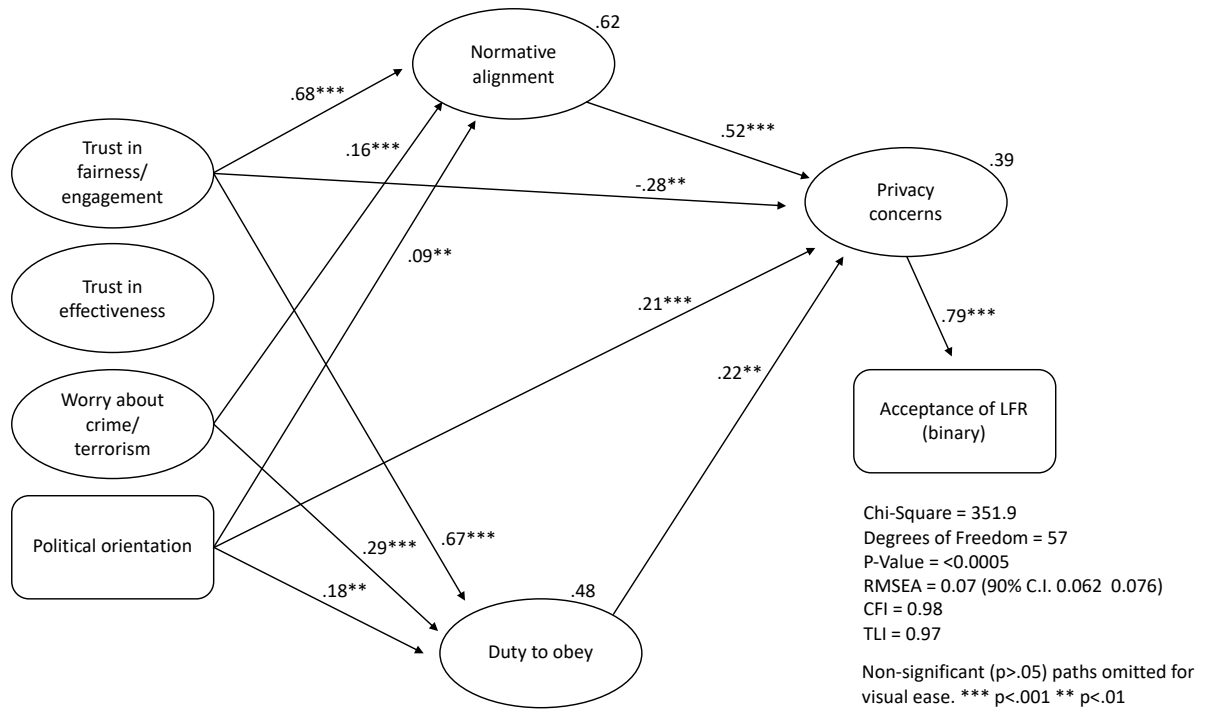 .62
Normative
alignment
.68***
.52***
Trust in
fairness/
engagement
.16***
.39
Privacy
concerns
-.28**
.09**
Trust in
effectiveness
.21***
.79***
.22**
Worry about
crime/
terrorism
Acceptance of LFR
(binary)
Political orientation
.29***
.67***
.18**
.48
Duty to obey
Chi-Square = 351.9
Degrees of Freedom = 57
P-Value = <0.0005
RMSEA = 0.07 (90% C.I. 0.062 0.076)
CFI = 0.98
TLI = 0.97
Non-significant (p>.05) paths omitted for
visual ease. *** p<.001 ** p<.01